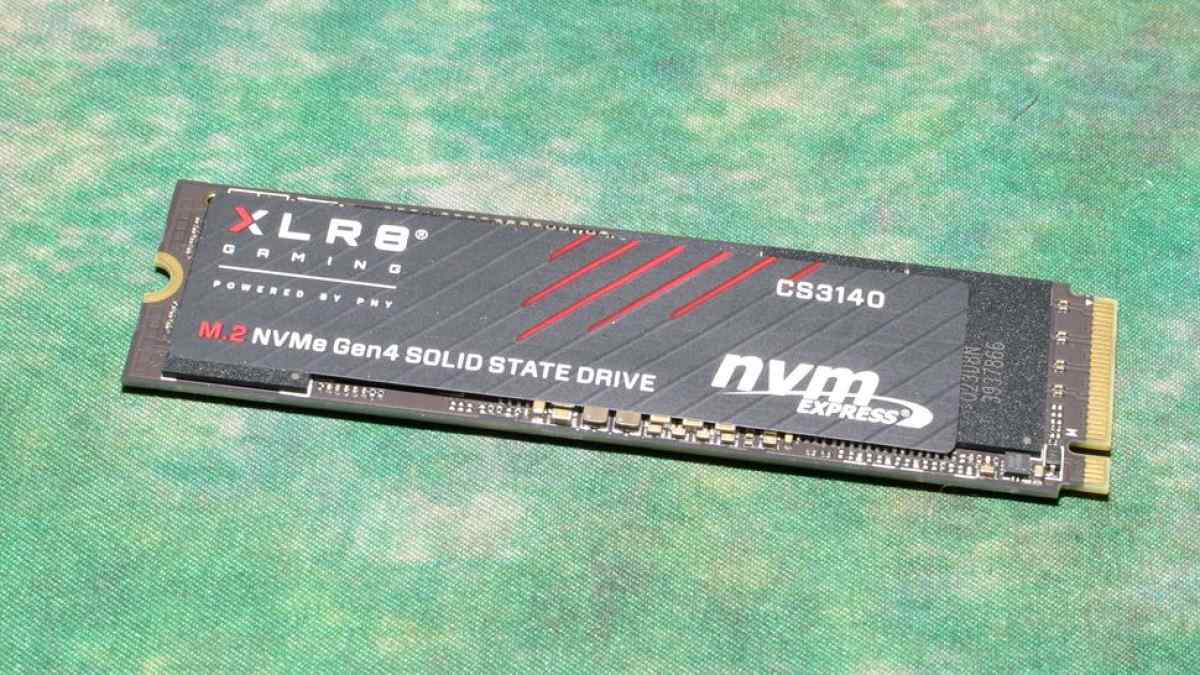 XLR8®
GAMING
POWERED BY PNY
M.2 NVMe Gen4 SOLID STATE DRIVE
CS3140
nvm
EXPRESS®